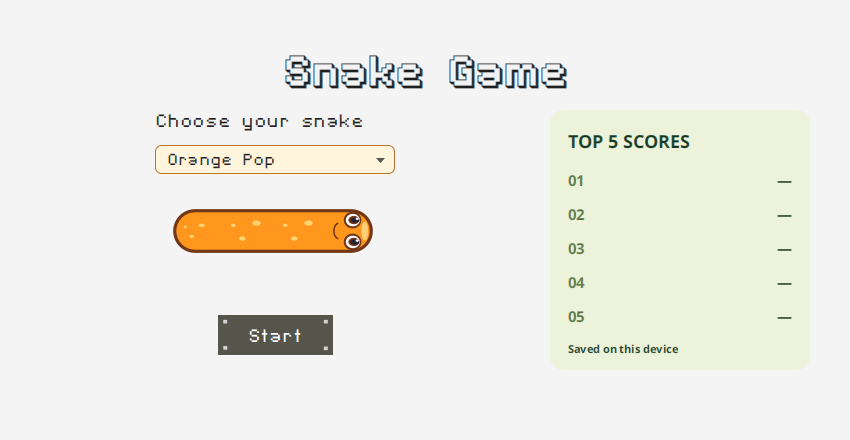 Snake Game
Choose your snake
Orange Pop
Start
TOP 5 SCORES
01 —
02 —
03 —
04 —
05 —
Saved on this device